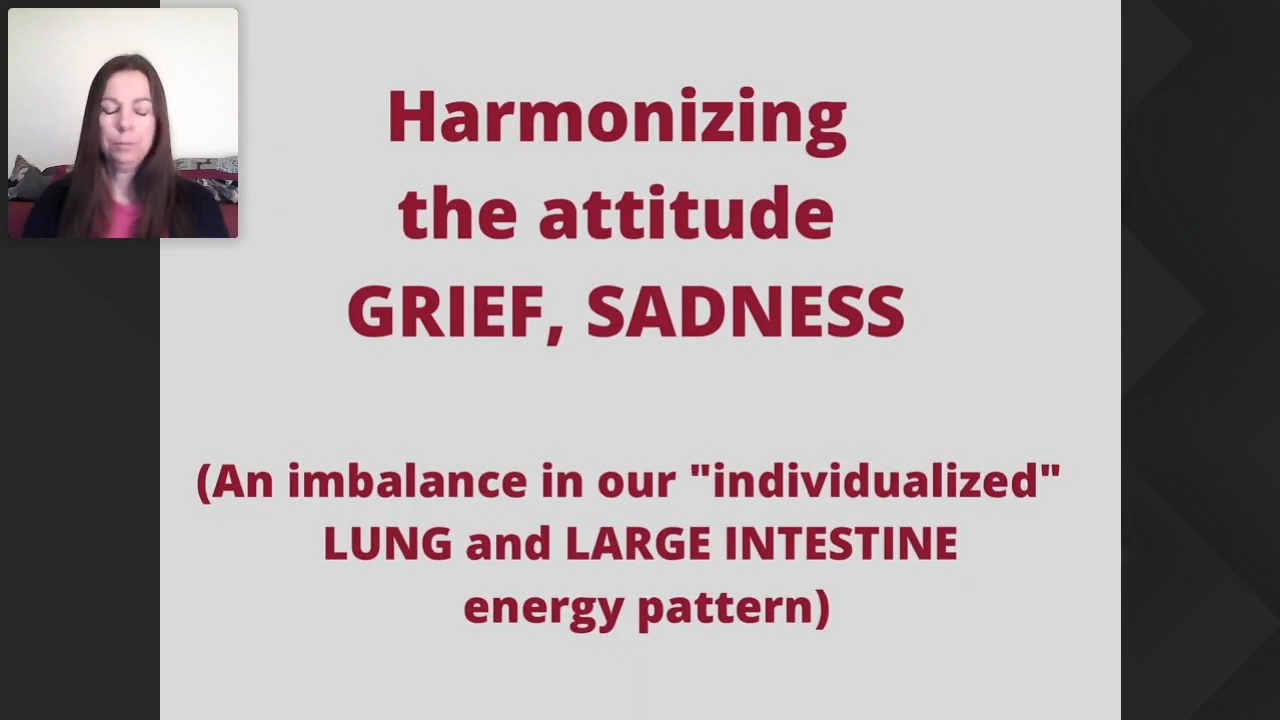 Harmonizing
the attitude
GRIEF, SADNESS
(An imbalance in our "individualized"
LUNG and LARGE INTESTINE
energy pattern)